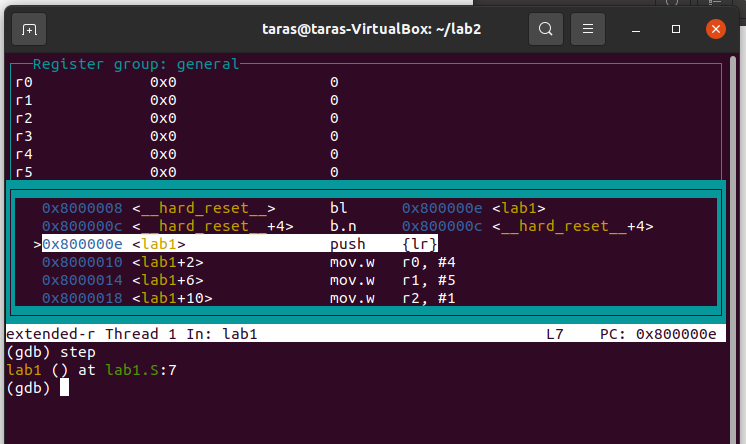 taras@taras-VirtualBox: ~/lab2
Register group: general
r0 0x0 0
r1 0x0 0
r2 0x0 0
r3 0x0 0
r4 0x0 0
r5 0x0 0
0x8000008 <__hard_reset__> bl 0x800000e <lab1>
0x800000c <__hard_reset__+4> b.n 0x800000c <__hard_reset__+4>
>0x800000e <lab1> push {lr}
0x8000010 <lab1+2> mov.w r0, #4
0x8000014 <lab1+6> mov.w r1, #5
0x8000018 <lab1+10> mov.w r2, #1
extended-r Thread 1 In: lab1 L7 PC: 0x800000e
(gdb) step
lab1 () at lab1.S:7
(gdb)